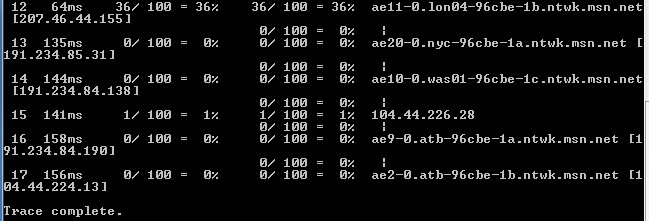 12   64ms    36/ 100 = 36%    36/ 100 = 36%  ae11-0.lon04-96cbe-1b.ntwk.msn.net
[207.46.44.155]
0/ 100 =  0%   |
13  135ms     0/ 100 =  0%     0/ 100 =  0%  ae20-0.nyc-96cbe-1a.ntwk.msn.net [
191.234.85.31]
0/ 100 =  0%   |
14  144ms     0/ 100 =  0%     0/ 100 =  0%  ae10-0.was01-96cbe-1c.ntwk.msn.net
[191.234.84.138]
0/ 100 =  0%   |
15  141ms     1/ 100 =  1%     1/ 100 =  1%  104.44.226.28
0/ 100 =  0%   |
16  158ms     0/ 100 =  0%     0/ 100 =  0%  ae9-0.atb-96cbe-1a.ntwk.msn.net [1
91.234.84.190]
0/ 100 =  0%   |
17  156ms     0/ 100 =  0%     0/ 100 =  0%  ae2-0.atb-96cbe-1b.ntwk.msn.net [1
04.44.224.13]
Trace complete.